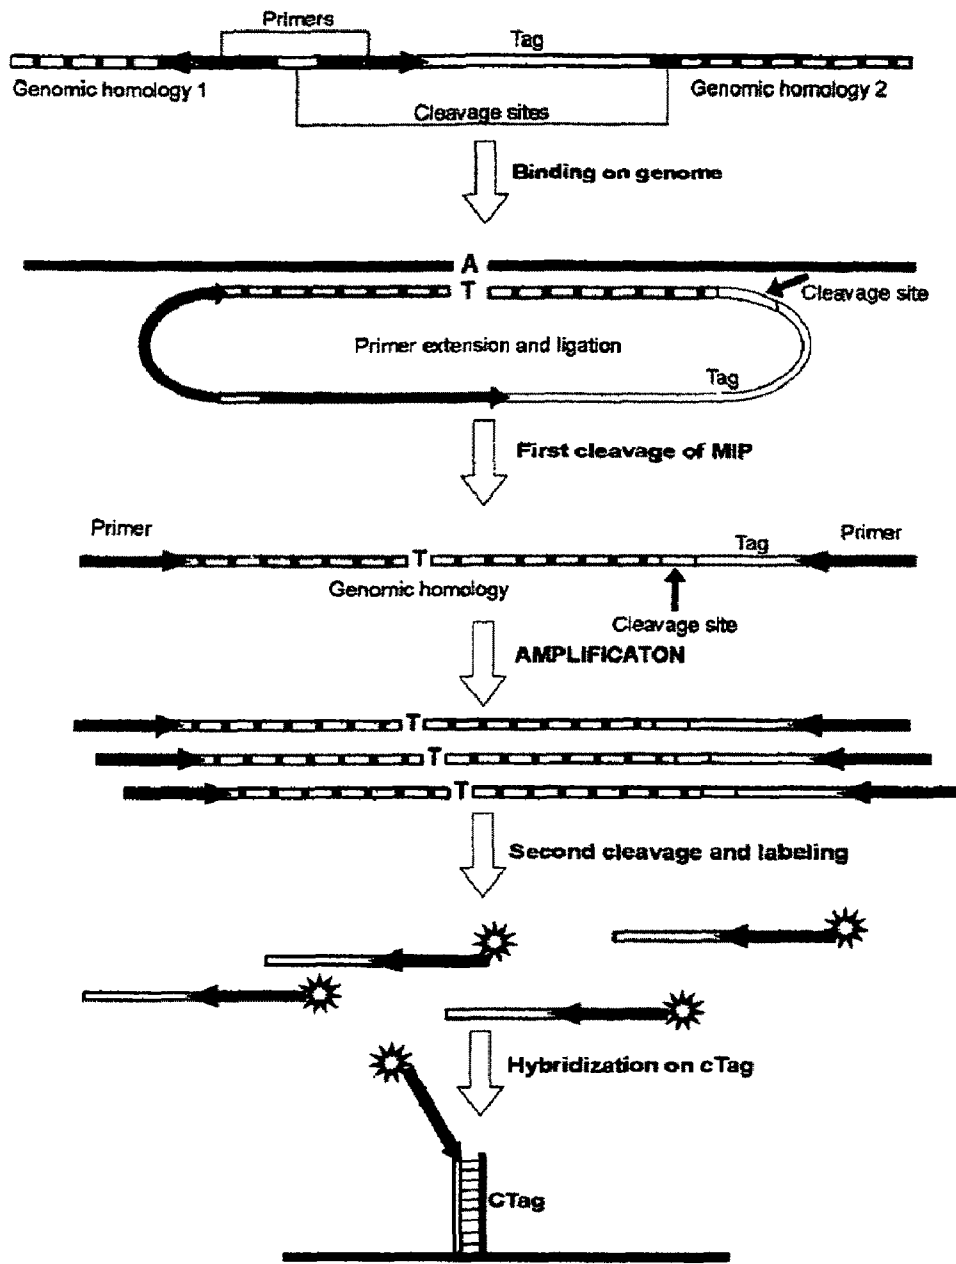 Primers
Tag
Genomic homology 1
Genomic homology 2
Cleavage sites
Binding on genome
A
T
Cleavage site
Primer extension and ligation
Tag
First cleavage of MIP
Primer
T
Tag
Primer
Genomic homology
Cleavage site
AMPLIFICATON
T
T
T
Second cleavage and labeling
Hybridization on cTag
CTag